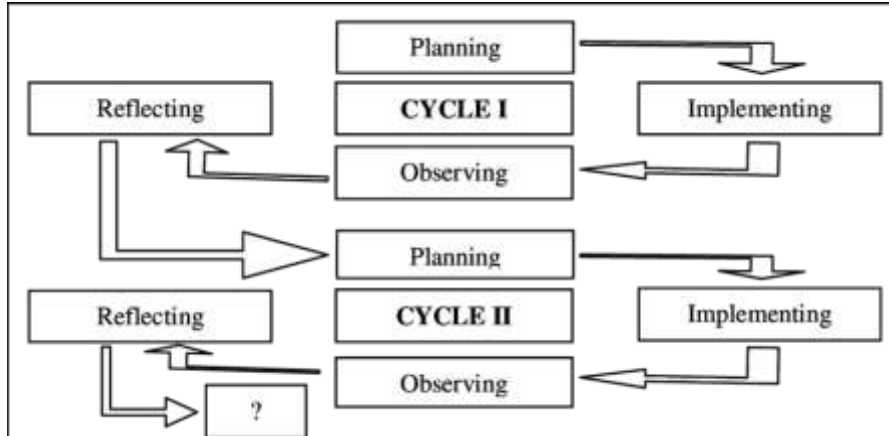 Planning
Reflecting
CYCLE I
Implementing
Observing
Planning
Reflecting
CYCLE II
Implementing
Observing
?